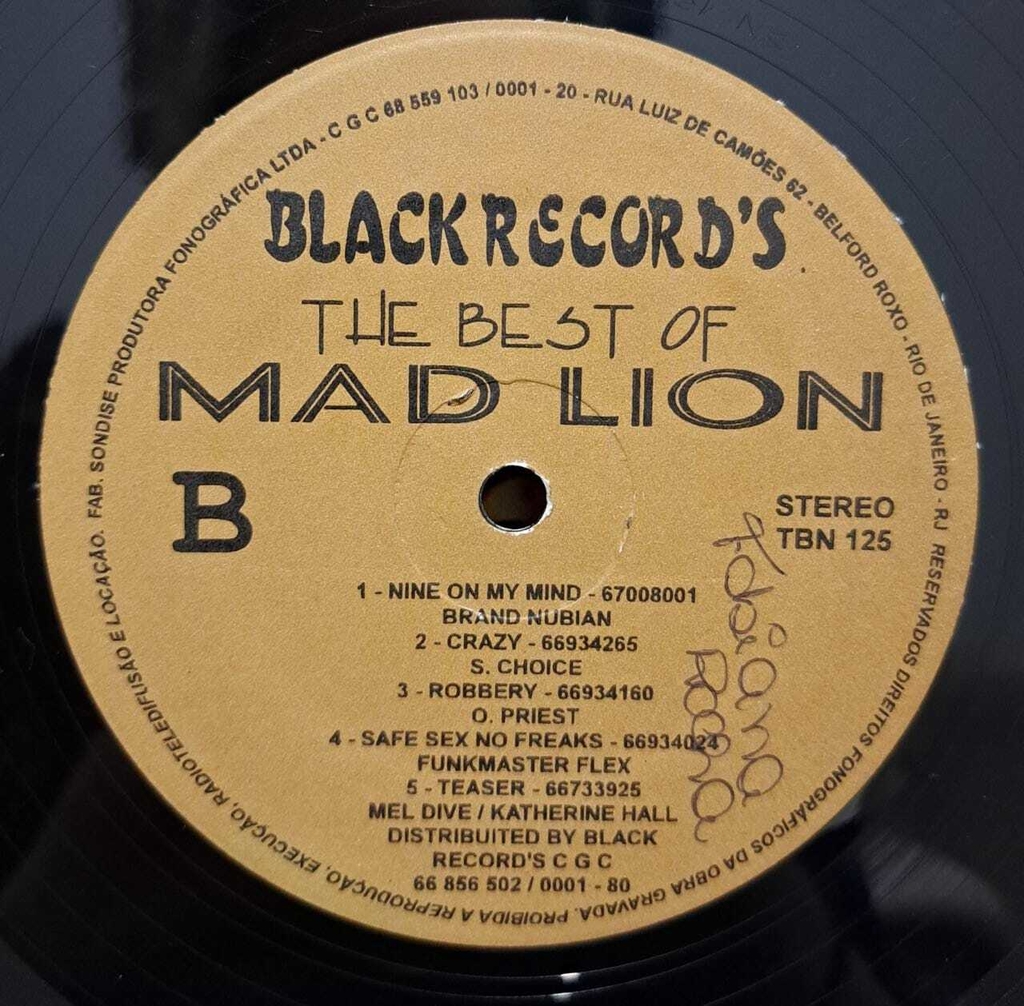 FAB. SONDISE PRODUTORA FONOGRÁFICA LTDA - C G C 68 559 103 / 0001 - 20 - RUA LUIZ DE CAMÕES 62 - BELFORD ROXO - RIO DE JANEIRO - RJ RESERVADOS DIREITOS FONOGRÁFICOS DA OBRA GRAVADA. PROIBIDA A REPRODUÇÃO, EXECUÇÃO, RADIOTELEDIFUSÃO E LOCAÇÃO.
BLACK RECORD'S
THE BEST OF
MAD LION
B
STEREO
TBN 125
1 - NINE ON MY MIND - 67008001
BRAND NUBIAN
2 - CRAZY - 66934265
S. CHOICE
3 - ROBBERY - 66934160
O. PRIEST
4 - SAFE SEX NO FREAKS - 66934024
FUNKMASTER FLEX
5 - TEASER - 66733925
MEL DIVE / KATHERINE HALL
DISTRIBUITED BY BLACK
RECORD'S C G C
66 856 502 / 0001 - 80